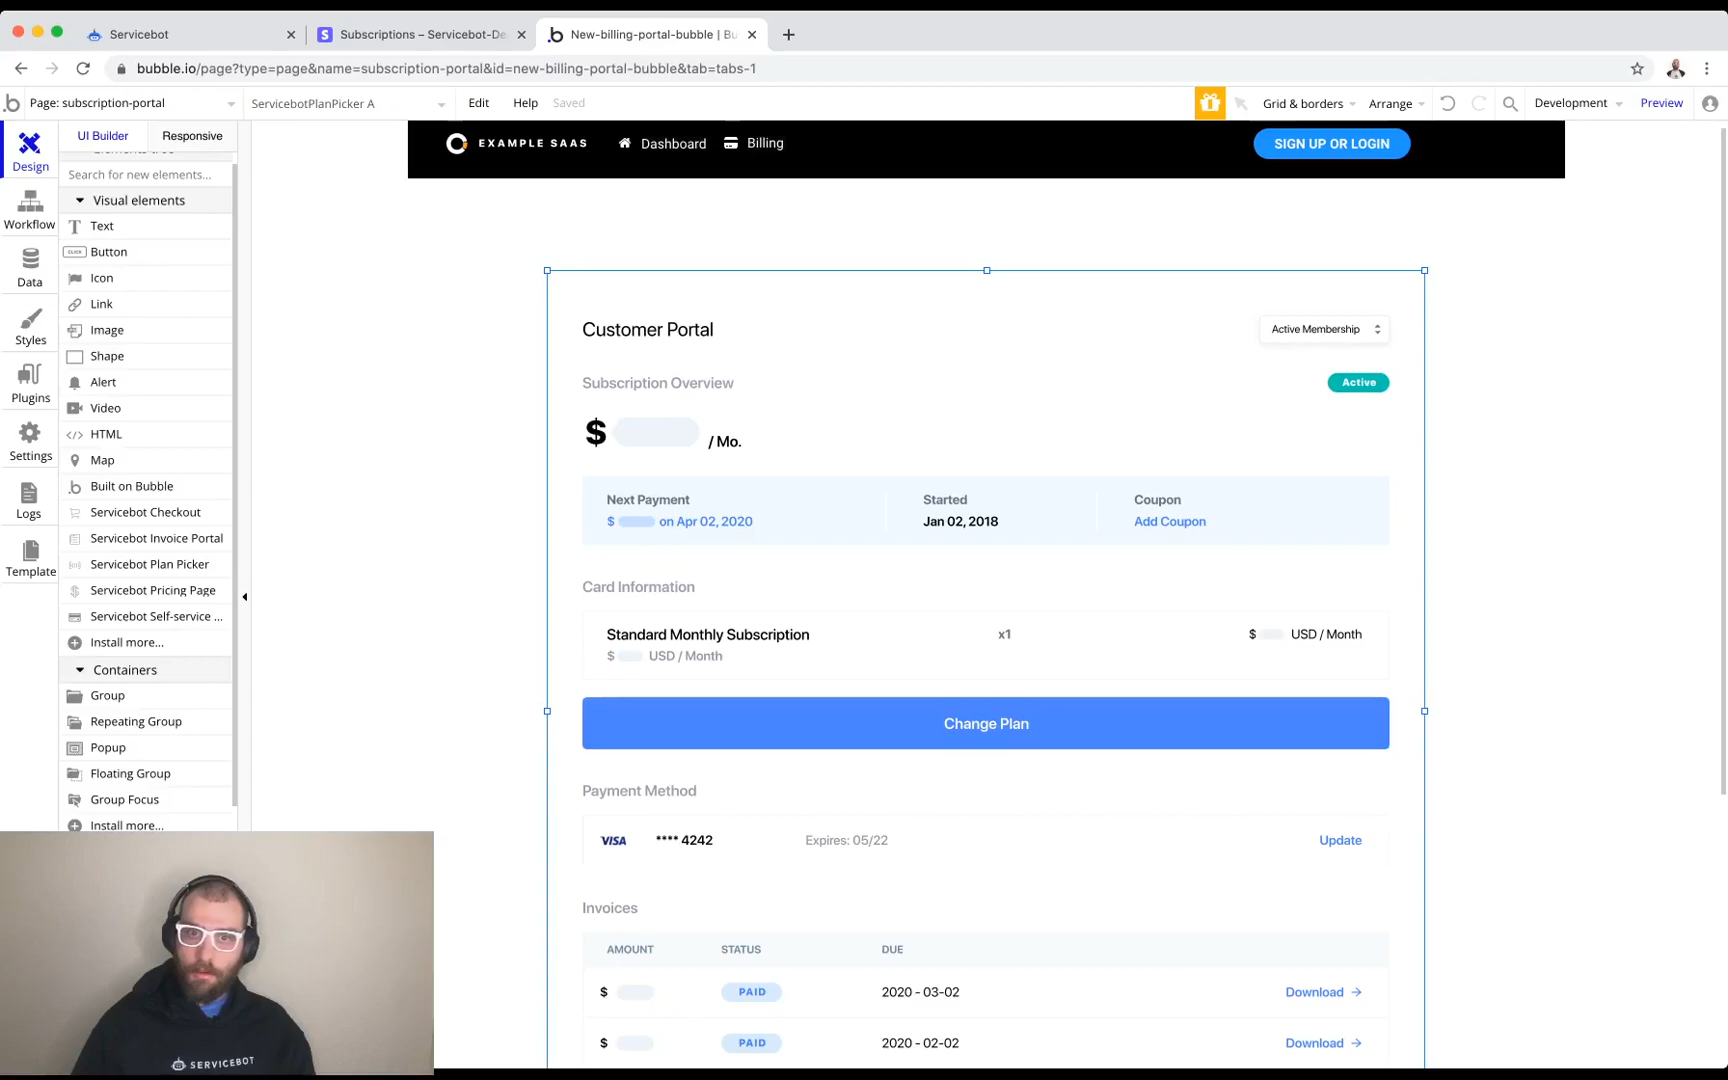 Servicebot
Subscriptions – Servicebot-De
New-billing-portal-bubble | Bu
bubble.io/page?type=page&name=subscription-portal&id=new-billing-portal-bubble&tab=tabs-1
Page: subscription-portal
ServicebotPlanPicker A
Edit
Help
Saved
Grid & borders
Arrange
Development
Preview
Design
Workflow
Data
Styles
Plugins
Settings
Logs
Template
UI Builder
Responsive
Elements tree
Search for new elements...
Visual elements
Text
Button
Icon
Link
Image
Shape
Alert
Video
HTML
Map
Built on Bubble
Servicebot Checkout
Servicebot Invoice Portal
Servicebot Plan Picker
Servicebot Pricing Page
Servicebot Self-service ...
Install more...
Containers
Group
Repeating Group
Popup
Floating Group
Group Focus
Install more...
EXAMPLE SAAS
Dashboard
Billing
SIGN UP OR LOGIN
Customer Portal
Active Membership
Subscription Overview
Active
$ / Mo.
Next Payment
$ on Apr 02, 2020
Started
Jan 02, 2018
Coupon
Add Coupon
Card Information
Standard Monthly Subscription
x1
$ USD / Month
$ USD / Month
Change Plan
Payment Method
VISA **** 4242 Expires: 05/22 Update
Invoices
AMOUNT STATUS DUE
$ PAID 2020 - 03-02 Download
$ PAID 2020 - 02-02 Download
SERVICEBOT